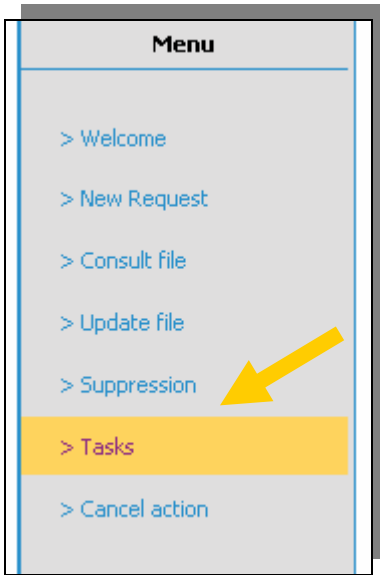 Menu
> Welcome
> New Request
> Consult file
> Update file
> Suppression
> Tasks
> Cancel action